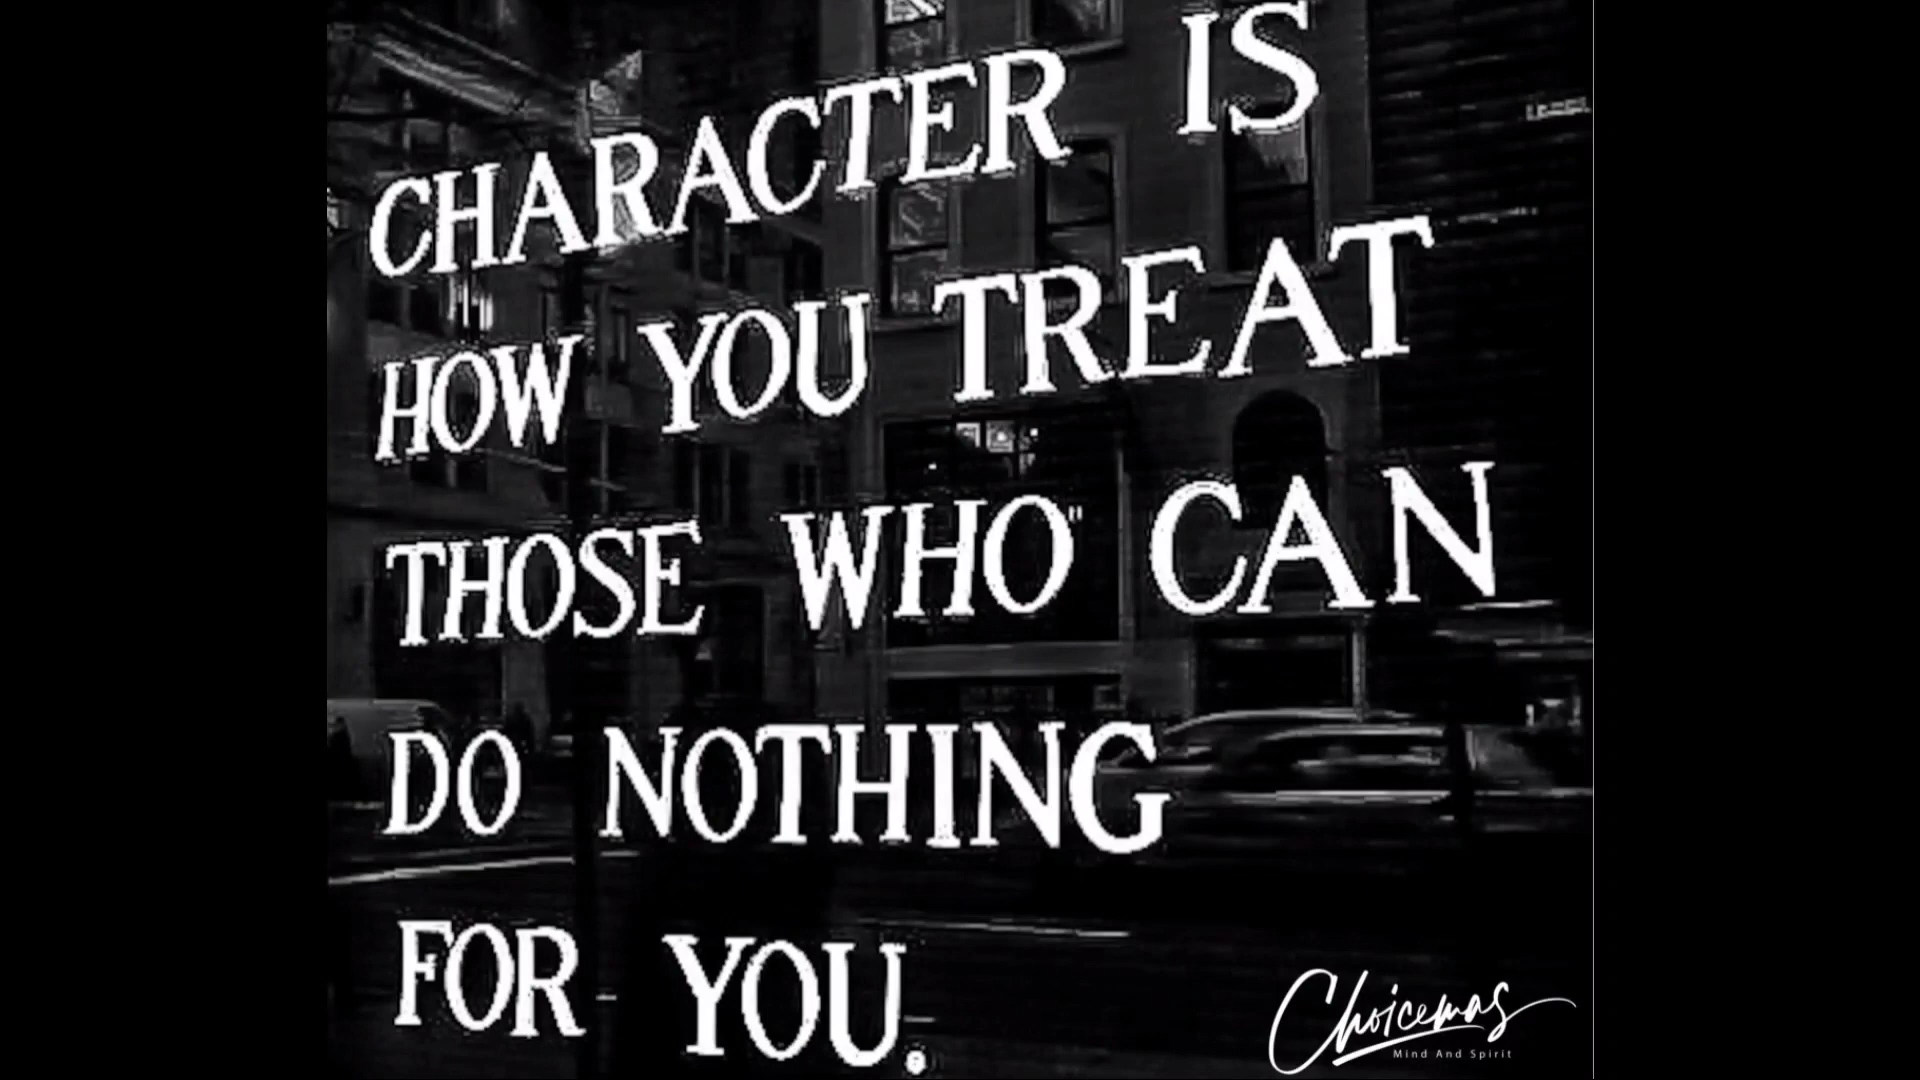 CHARACTER IS
HOW YOU TREAT
THOSE WHO" CAN
DO NOTHING
FOR YOU.
Choicemas
Mind And Spirit